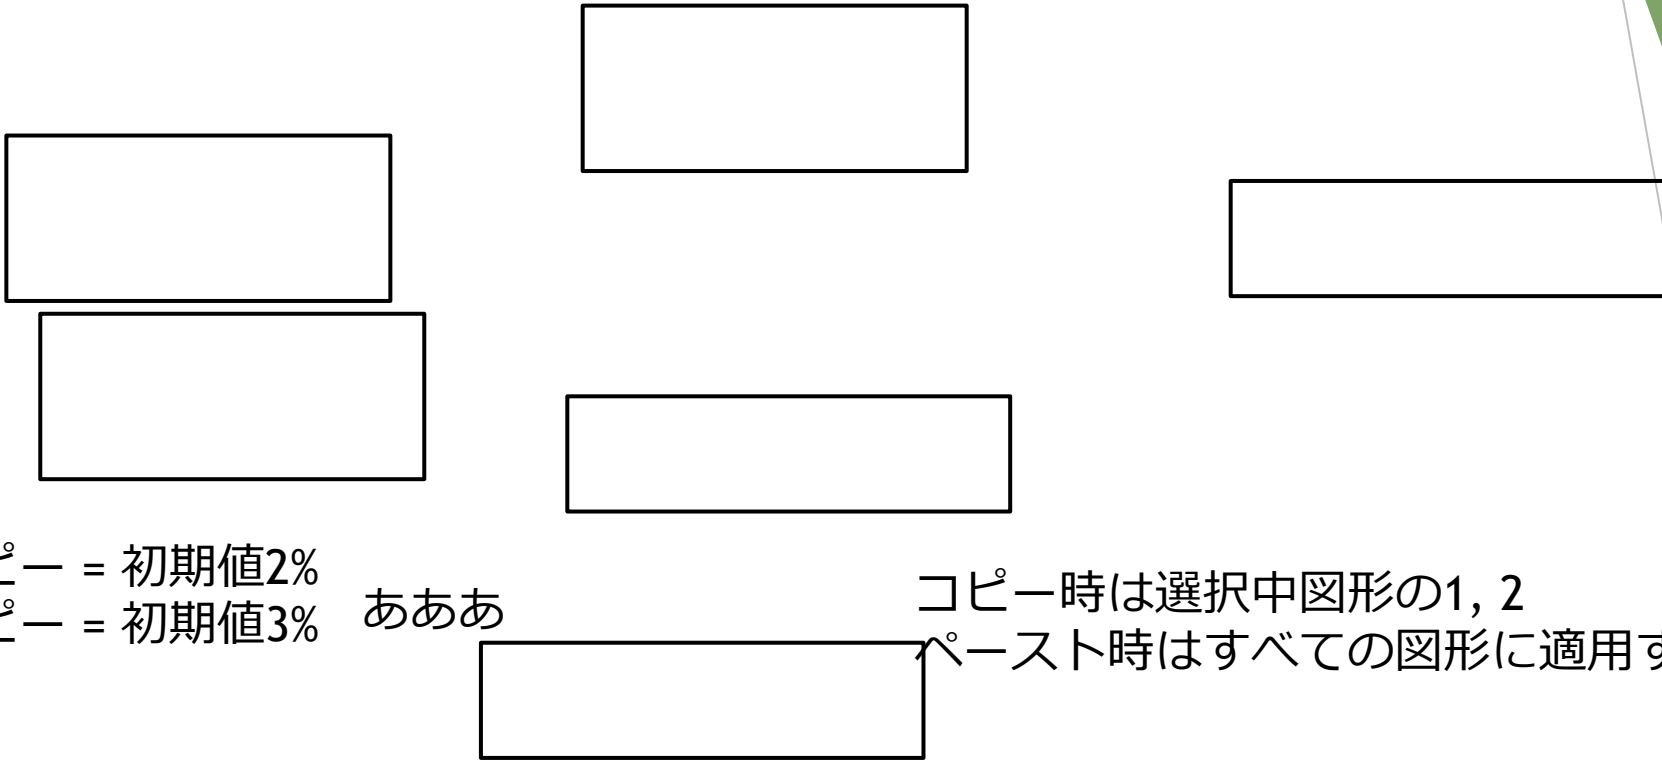 ピー = 初期値2%
ピー = 初期値3%
あああ
コピー時は選択中図形の1, 2
ペースト時はすべての図形に適用す